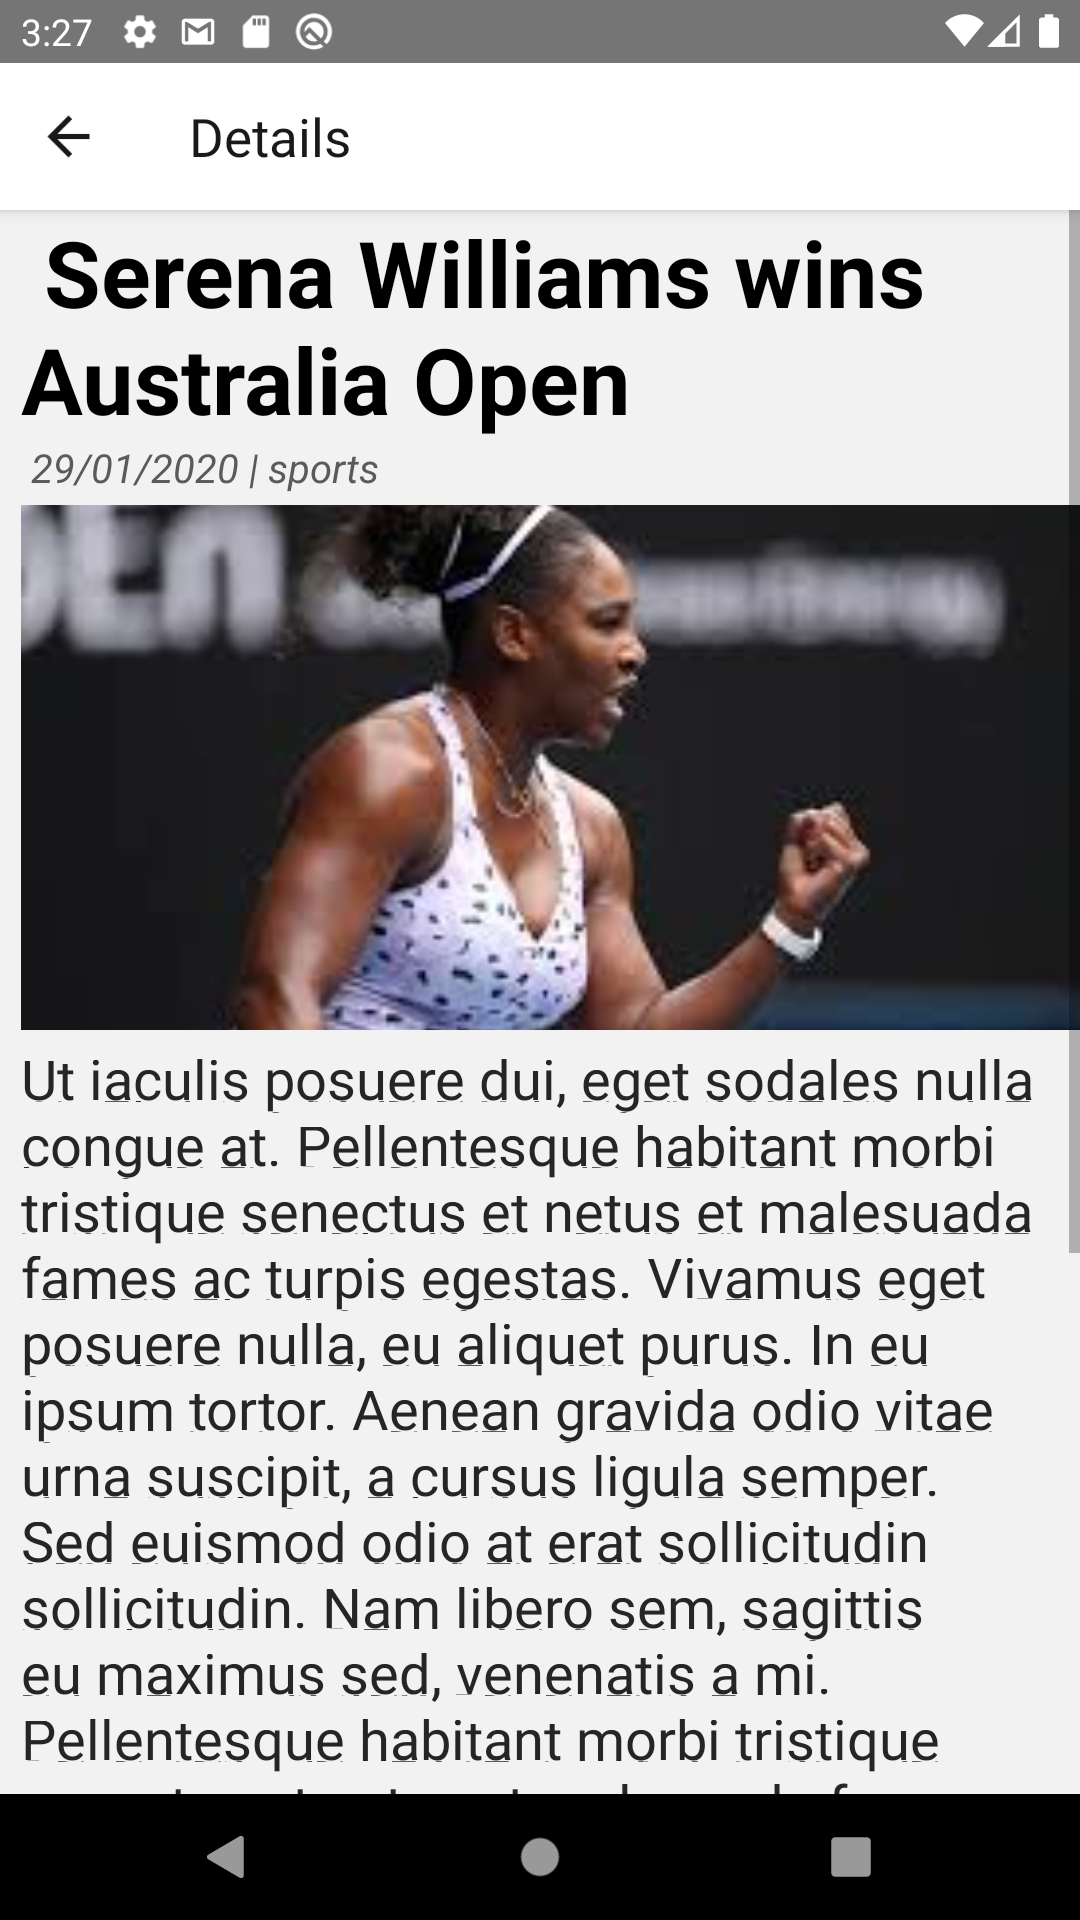 3:27
Details
Serena Williams wins
Australia Open
29/01/2020 | sports
Ut iaculis posuere dui, eget sodales nulla
congue at. Pellentesque habitant morbi
tristique senectus et netus et malesuada
fames ac turpis egestas. Vivamus eget
posuere nulla, eu aliquet purus. In eu
ipsum tortor. Aenean gravida odio vitae
urna suscipit, a cursus ligula semper.
Sed euismod odio at erat sollicitudin
sollicitudin. Nam libero sem, sagittis
eu maximus sed, venenatis a mi.
Pellentesque habitant morbi tristique